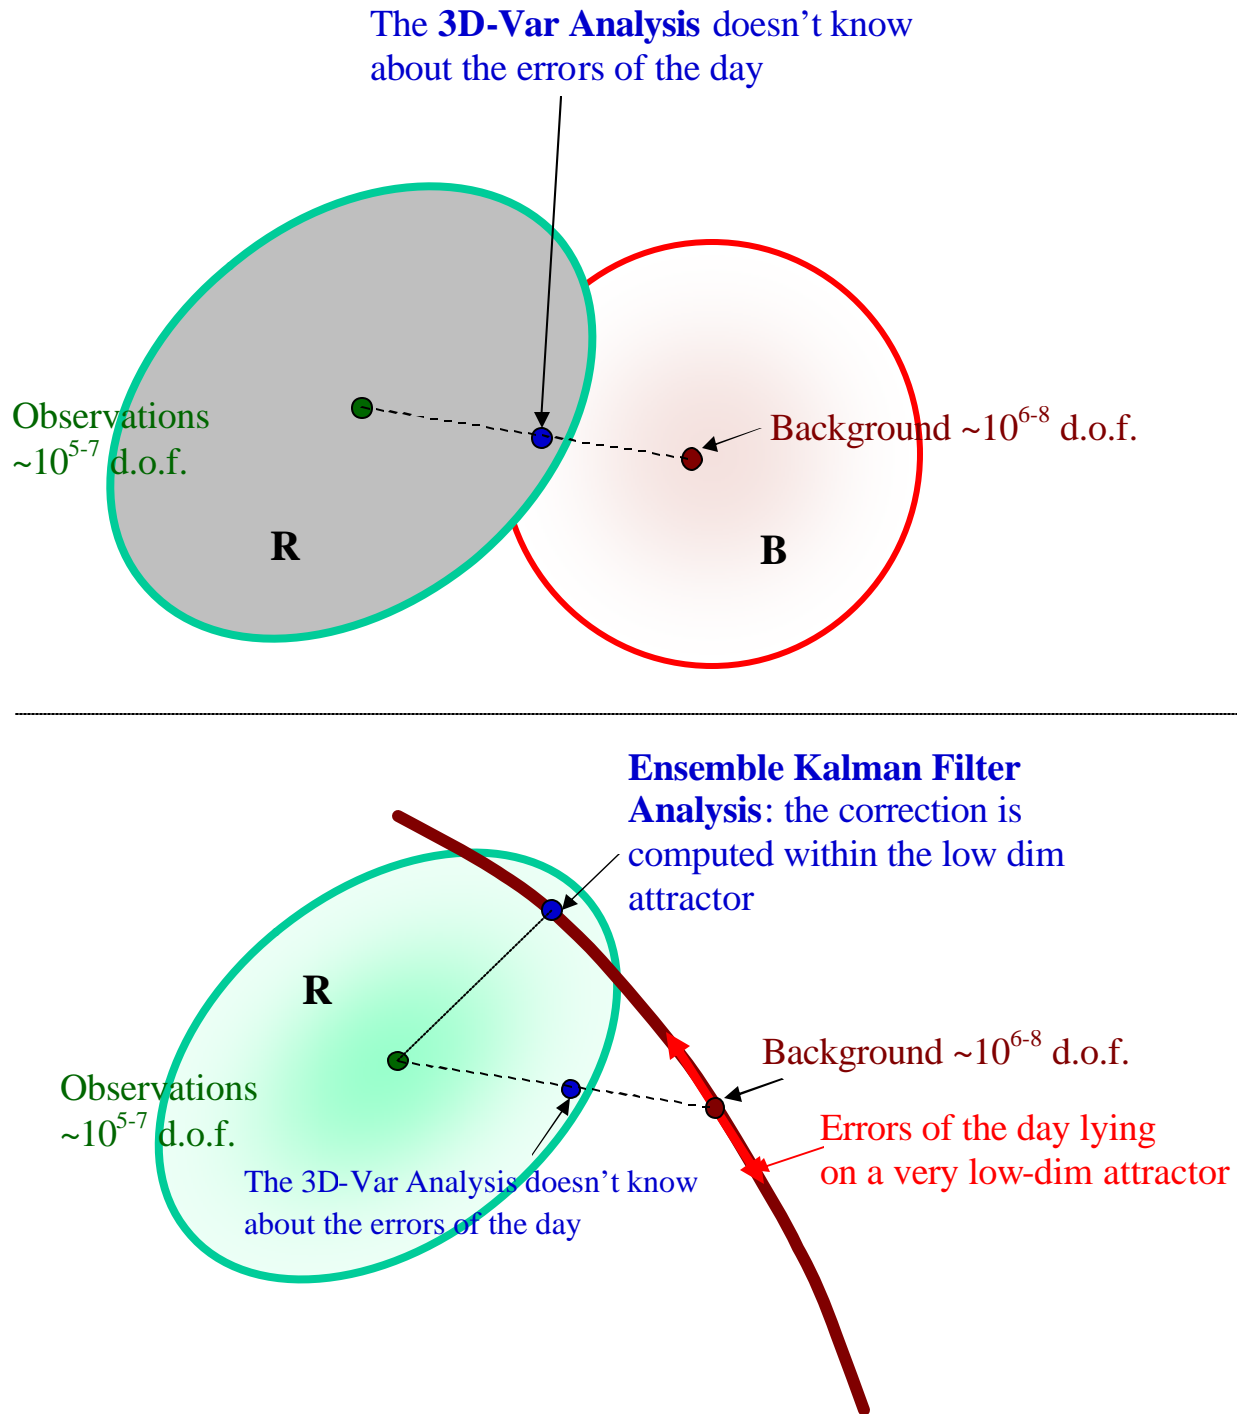 The 3D-Var Analysis doesn't know
about the errors of the day
Observations
~10^5-7 d.o.f.
Background ~10^6-8 d.o.f.
R
B
Ensemble Kalman Filter
Analysis: the correction is
computed within the low dim
attractor
R
Background ~10^6-8 d.o.f.
Observations
~10^5-7 d.o.f.
Errors of the day lying
on a very low-dim attractor
The 3D-Var Analysis doesn't know
about the errors of the day